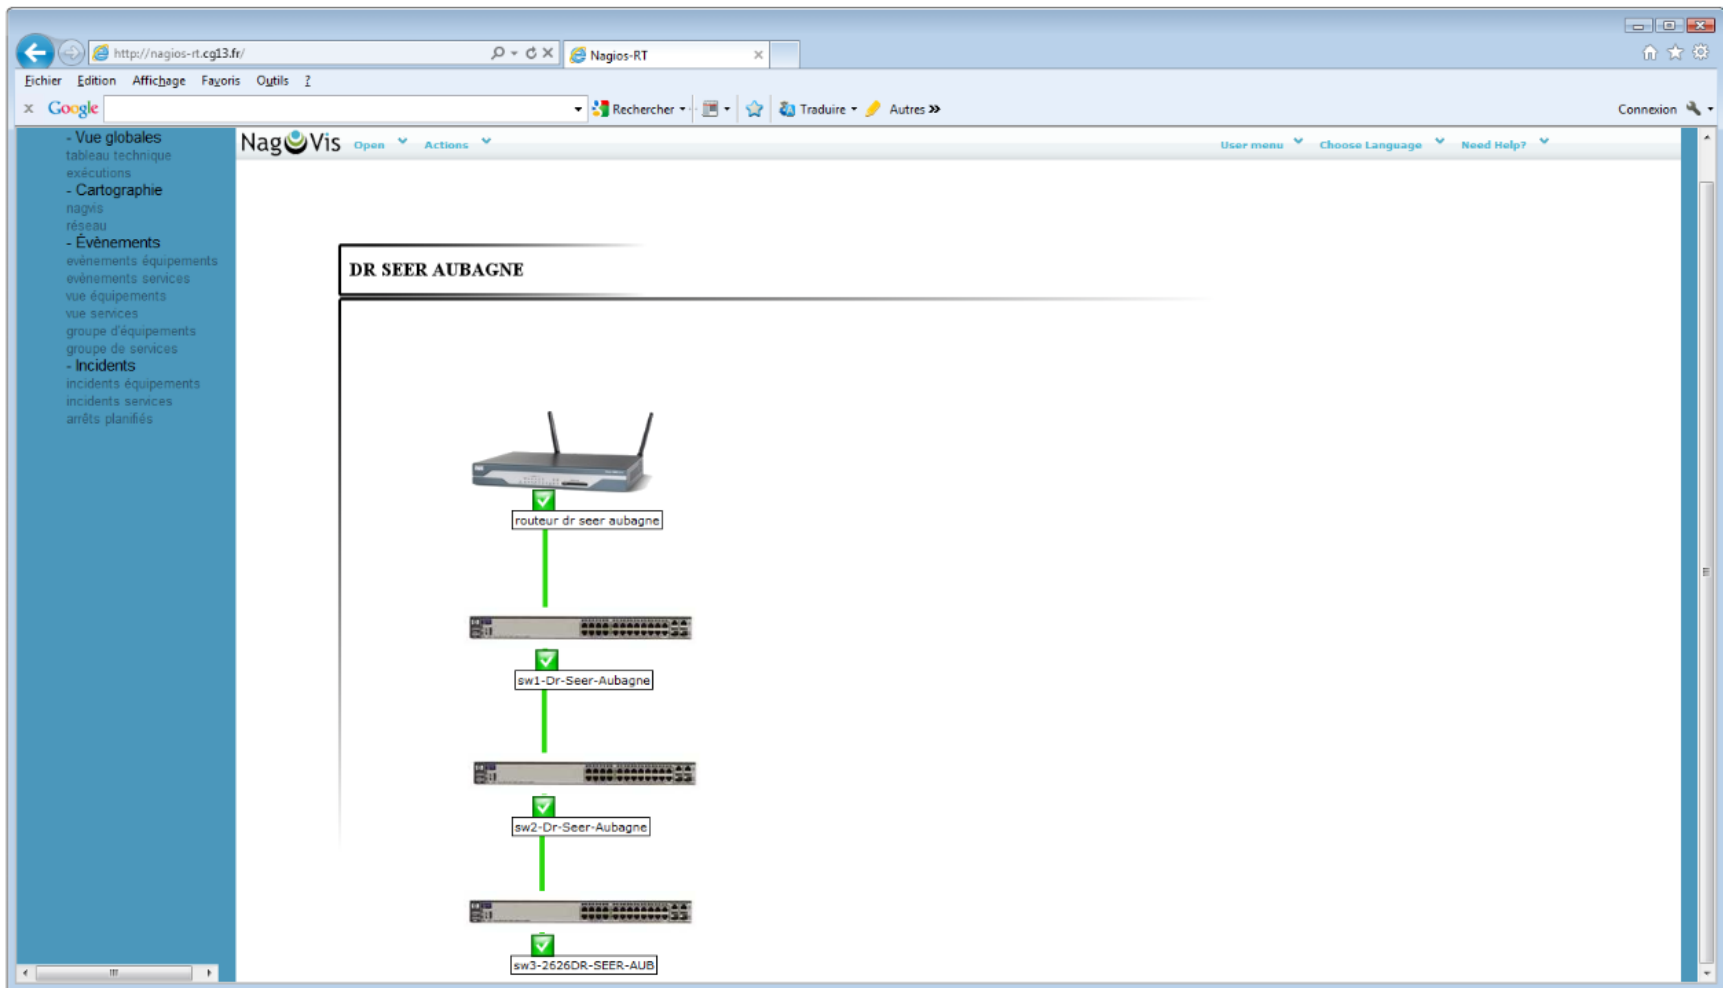 http://nagios-rt.cg13.fr/
Nagios-RT
Eichier Edition Affichage Favoris Outils ?
Google Rechercher Traduire Autres » Connexion
- Vue globales
tableau technique
exécutions
- Cartographie
nagvis
réseau
- Évènements
evènements équipements
evènements services
vue équipements
vue services
groupe d'équipements
groupe de services
- Incidents
incidents équipements
incidents services
arrêts planifiés
NagVis Open Actions User menu Choose Language Need Help?
DR SEER AUBAGNE
routeur dr seer aubagne
sw1-Dr-Seer-Aubagne
sw2-Dr-Seer-Aubagne
sw3-2626DR-SEER-AUB